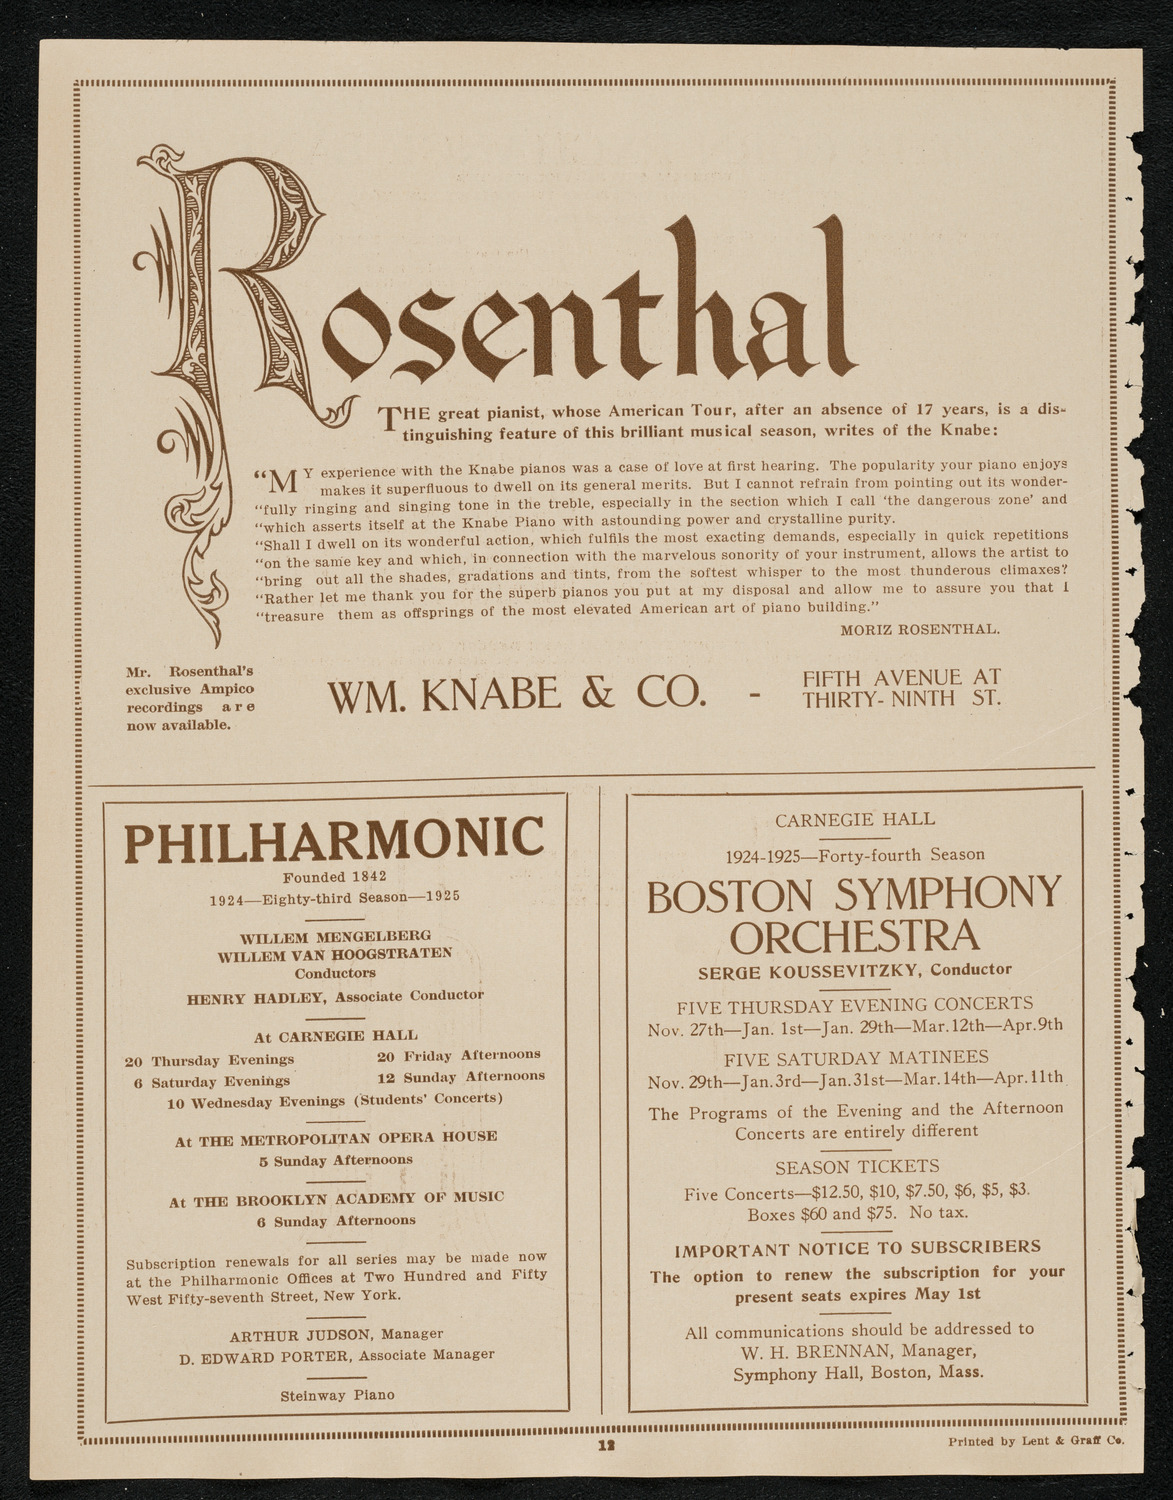 Rosenthal
THE great pianist, whose American Tour, after an absence of 17 years, is a dis-
tinguishing feature of this brilliant musical season, writes of the Knabe:
“MY experience with the Knabe pianos was a case of love at first hearing. The popularity your piano enjoys
makes it superfluous to dwell on its general merits. But I cannot refrain from pointing out its wonder-
“fully ringing and singing tone in the treble, especially in the section which I call ‘the dangerous zone’ and
“which asserts itself at the Knabe Piano with astounding power and crystalline purity.
“Shall I dwell on its wonderful action, which fulfils the most exacting demands, especially in quick repetitions
“on the same key and which, in connection with the marvelous sonority of your instrument, allows the artist to
“bring out all the shades, gradations and tints, from the softest whisper to the most thunderous climaxes?
“Rather let me thank you for the superb pianos you put at my disposal and allow me to assure you that I
“treasure them as offsprings of the most elevated American art of piano building.”
MORIZ ROSENTHAL.
Mr. Rosenthal's
exclusive Ampico
recordings are
now available.
WM. KNABE & CO. - FIFTH AVENUE AT
THIRTY-NINTH ST.
PHILHARMONIC
Founded 1842
1924—Eighty-third Season—1925
WILLEM MENGELBERG
WILLEM VAN HOOGSTRATEN
Conductors
HENRY HADLEY, Associate Conductor
At CARNEGIE HALL
20 Thursday Evenings 20 Friday Afternoons
6 Saturday Evenings 12 Sunday Afternoons
10 Wednesday Evenings (Students' Concerts)
At THE METROPOLITAN OPERA HOUSE
5 Sunday Afternoons
At THE BROOKLYN ACADEMY OF MUSIC
6 Sunday Afternoons
Subscription renewals for all series may be made now
at the Philharmonic Offices at Two Hundred and Fifty
West Fifty-seventh Street, New York.
ARTHUR JUDSON, Manager
D. EDWARD PORTER, Associate Manager
Steinway Piano
CARNEGIE HALL
1924-1925—Forty-fourth Season
BOSTON SYMPHONY
ORCHESTRA
SERGE KOUSSEVITZKY, Conductor
FIVE THURSDAY EVENING CONCERTS
Nov. 27th—Jan. 1st—Jan. 29th—Mar. 12th—Apr. 9th
FIVE SATURDAY MATINEES
Nov. 29th—Jan. 3rd—Jan. 31st—Mar. 14th—Apr. 11th
The Programs of the Evening and the Afternoon
Concerts are entirely different
SEASON TICKETS
Five Concerts—$12.50, $10, $7.50, $6, $5, $3.
Boxes $60 and $75. No tax.
IMPORTANT NOTICE TO SUBSCRIBERS
The option to renew the subscription for your
present seats expires May 1st
All communications should be addressed to
W. H. BRENNAN, Manager,
Symphony Hall, Boston, Mass.
12
Printed by Lent & Graff Co.